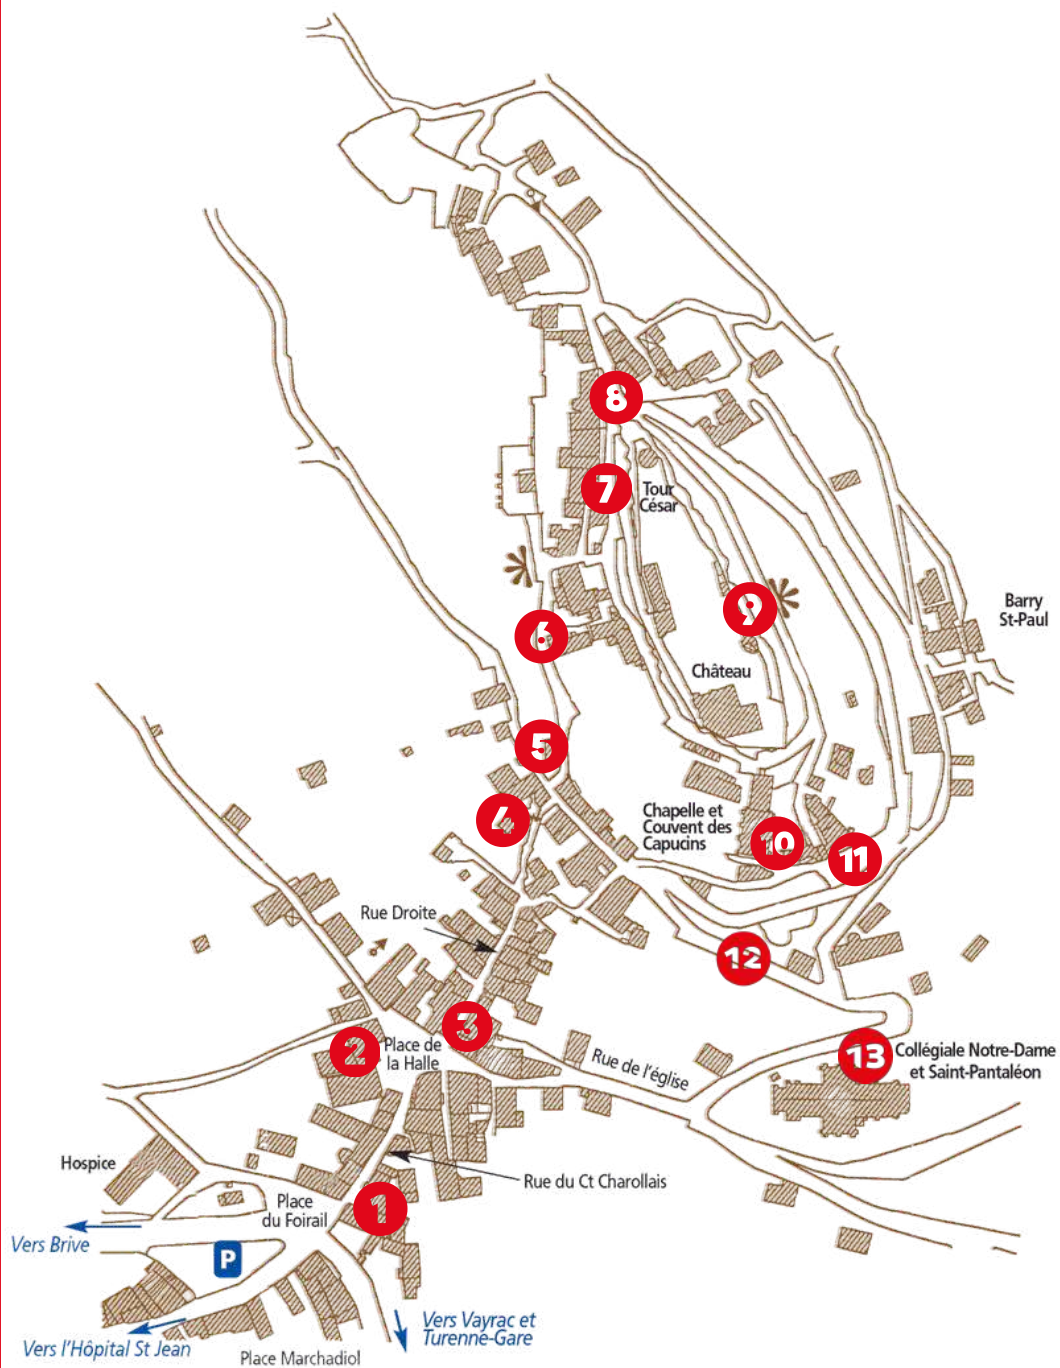 8
7
Tour
César
9
6
Barry
St-Paul
Château
5
4
Chapelle et
Couvent des
Capucins
10
11
Rue Droite
12
3
2
Place de
la Halle
Rue de l'église
13
Collégiale Notre-Dame
et Saint-Pantaléon
Hospice
Rue du Ct Charollais
1
Place
du Foirail
Vers Brive
P
Vers Vayrac et
Turenne-Gare
Vers l'Hôpital St Jean
Place Marchadiol